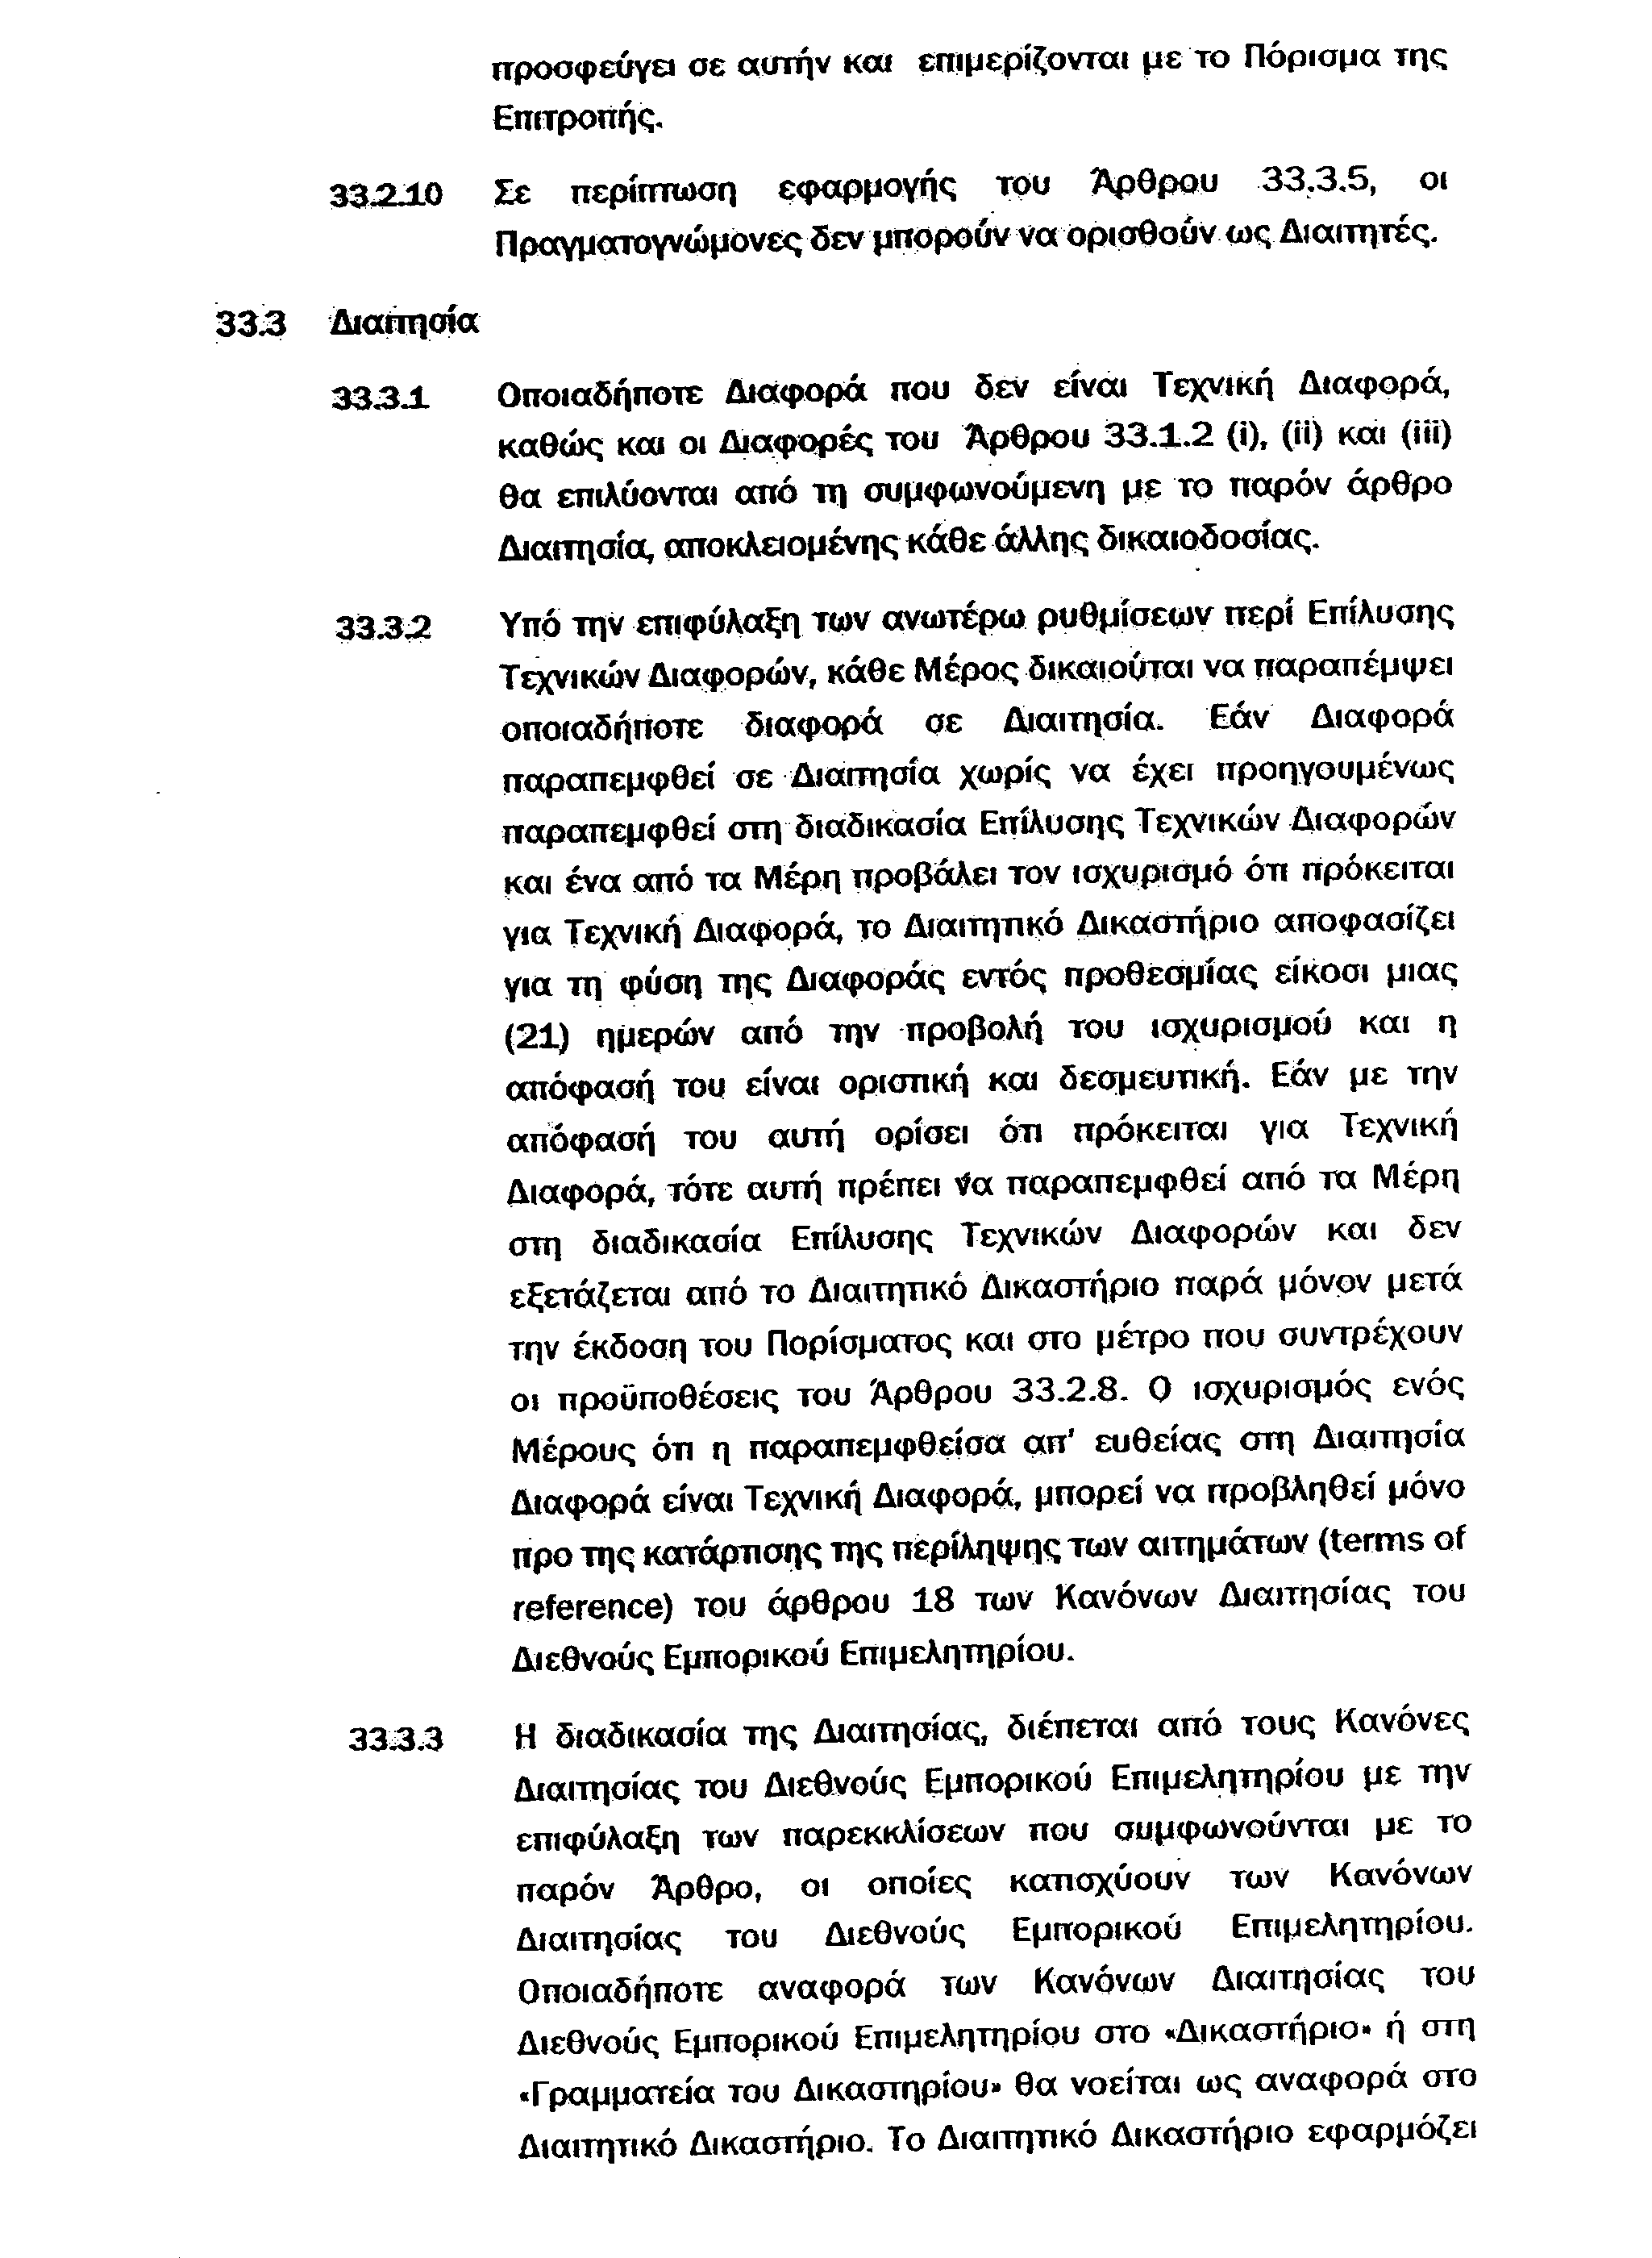 προσφεύγει σε αυτήν και επιμερίζονται με το Πόρισμα της
Επιτροπής.
33.2.10 Σε περίπτωση εφαρμογής του Άρθρου 33.3.5, οι
Πραγματογνώμονες δεν μπορούν να ορισθούν ως Διαιτητές.
33.3 Διαιτησία
33.3.1 Οποιαδήποτε Διαφορά που δεν είναι Τεχνική Διαφορά,
καθώς και οι Διαφορές του Άρθρου 33.1.2 (i), (ii) και (iii)
θα επιλύονται από τη συμφωνούμενη με το παρόν άρθρο
Διαιτησία, αποκλειομένης κάθε άλλης δικαιοδοσίας.
33.3.2 Υπό την επιφύλαξη των ανωτέρω ρυθμίσεων περί Επίλυσης
Τεχνικών Διαφορών, κάθε Μέρος δικαιούται να παραπέμψει
οποιαδήποτε διαφορά σε Διαιτησία. Εάν Διαφορά
παραπεμφθεί σε Διαιτησία χωρίς να έχει προηγουμένως
παραπεμφθεί στη διαδικασία Επίλυσης Τεχνικών Διαφορών
και ένα από τα Μέρη προβάλει τον ισχυρισμό ότι πρόκειται
για Τεχνική Διαφορά, το Διαιτητικό Δικαστήριο αποφασίζει
για τη φύση της Διαφοράς εντός προθεσμίας είκοσι μιας
(21) ημερών από την προβολή του ισχυρισμού και η
απόφασή του είναι οριστική και δεσμευτική. Εάν με την
απόφασή του αυτή ορίσει ότι πρόκειται για Τεχνική
Διαφορά, τότε αυτή πρέπει να παραπεμφθεί από τα Μέρη
στη διαδικασία Επίλυσης Τεχνικών Διαφορών και δεν
εξετάζεται από το Διαιτητικό Δικαστήριο παρά μόνον μετά
την έκδοση του Πορίσματος και στο μέτρο που συντρέχουν
οι προϋποθέσεις του Άρθρου 33.2.8. Ο ισχυρισμός ενός
Μέρους ότι η παραπεμφθείσα απ' ευθείας στη Διαιτησία
Διαφορά είναι Τεχνική Διαφορά, μπορεί να προβληθεί μόνο
προ της κατάρτισης της περίληψης των αιτημάτων (terms of
reference) του άρθρου 18 των Κανόνων Διαιτησίας του
Διεθνούς Εμπορικού Επιμελητηρίου.
33.3.3 Η διαδικασία της Διαιτησίας, διέπεται από τους Κανόνες
Διαιτησίας του Διεθνούς Εμπορικού Επιμελητηρίου με την
επιφύλαξη των παρεκκλίσεων που συμφωνούνται με το
παρόν Άρθρο, οι οποίες κατισχύουν των Κανόνων
Διαιτησίας του Διεθνούς Εμπορικού Επιμελητηρίου.
Οποιαδήποτε αναφορά των Κανόνων Διαιτησίας του
Διεθνούς Εμπορικού Επιμελητηρίου στο «Δικαστήριο» ή στη
«Γραμματεία του Δικαστηρίου» θα νοείται ως αναφορά στο
Διαιτητικό Δικαστήριο. Το Διαιτητικό Δικαστήριο εφαρμόζει